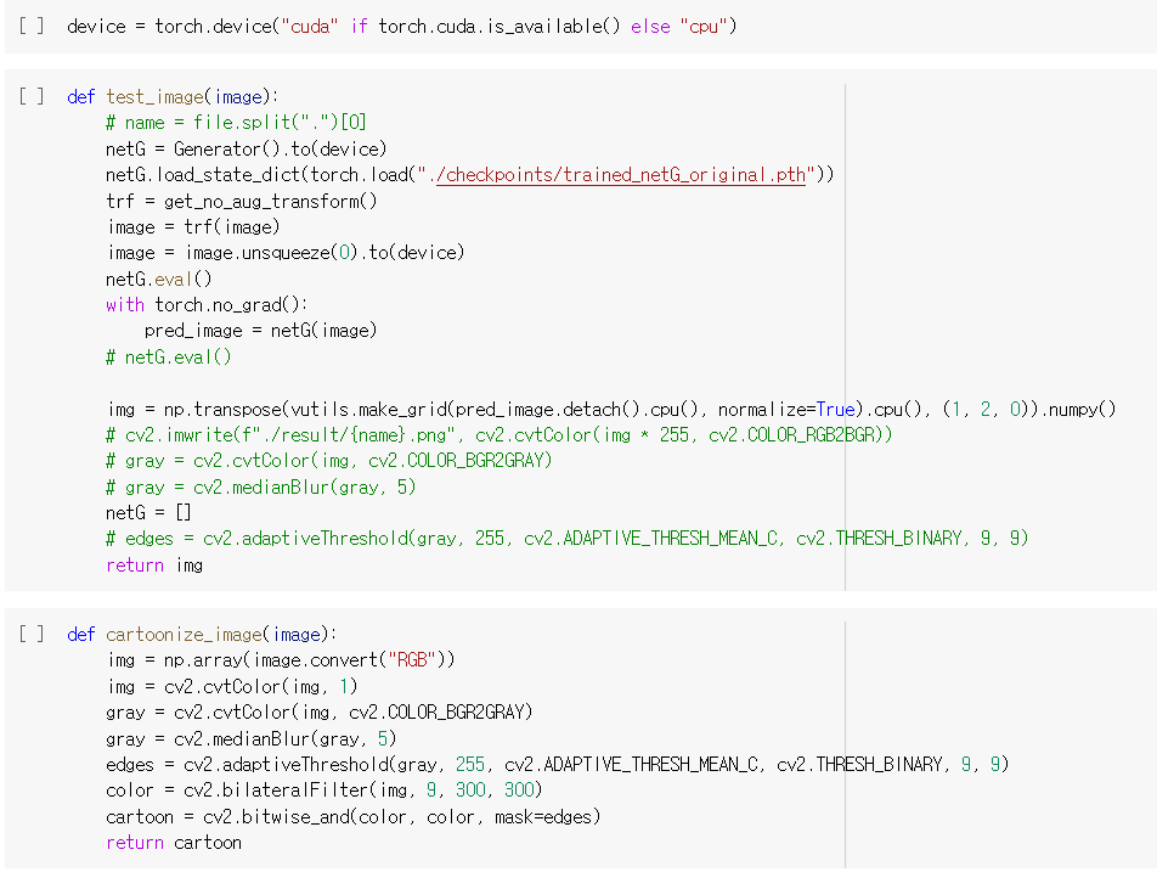 [ ] device = torch.device("cuda" if torch.cuda.is_available() else "cpu")
[ ] def test_image(image):
    # name = file.split(".")[0]
    netG = Generator().to(device)
    netG.load_state_dict(torch.load("./checkpoints/trained_netG_original.pth"))
    trf = get_no_aug_transform()
    image = trf(image)
    image = image.unsqueeze(0).to(device)
    netG.eval()
    with torch.no_grad():
        pred_image = netG(image)
    # netG.eval()

    img = np.transpose(vutils.make_grid(pred_image.detach().cpu(), normalize=True).cpu(), (1, 2, 0)).numpy()
    # cv2.imwrite(f"./result/{name}.png", cv2.cvtColor(img * 255, cv2.COLOR_RGB2BGR))
    # gray = cv2.cvtColor(img, cv2.COLOR_BGR2GRAY)
    # gray = cv2.medianBlur(gray, 5)
    netG = []
    # edges = cv2.adaptiveThreshold(gray, 255, cv2.ADAPTIVE_THRESH_MEAN_C, cv2.THRESH_BINARY, 9, 9)
    return img
[ ] def cartoonize_image(image):
    img = np.array(image.convert("RGB"))
    img = cv2.cvtColor(img, 1)
    gray = cv2.cvtColor(img, cv2.COLOR_BGR2GRAY)
    gray = cv2.medianBlur(gray, 5)
    edges = cv2.adaptiveThreshold(gray, 255, cv2.ADAPTIVE_THRESH_MEAN_C, cv2.THRESH_BINARY, 9, 9)
    color = cv2.bilateralFilter(img, 9, 300, 300)
    cartoon = cv2.bitwise_and(color, color, mask=edges)
    return cartoon